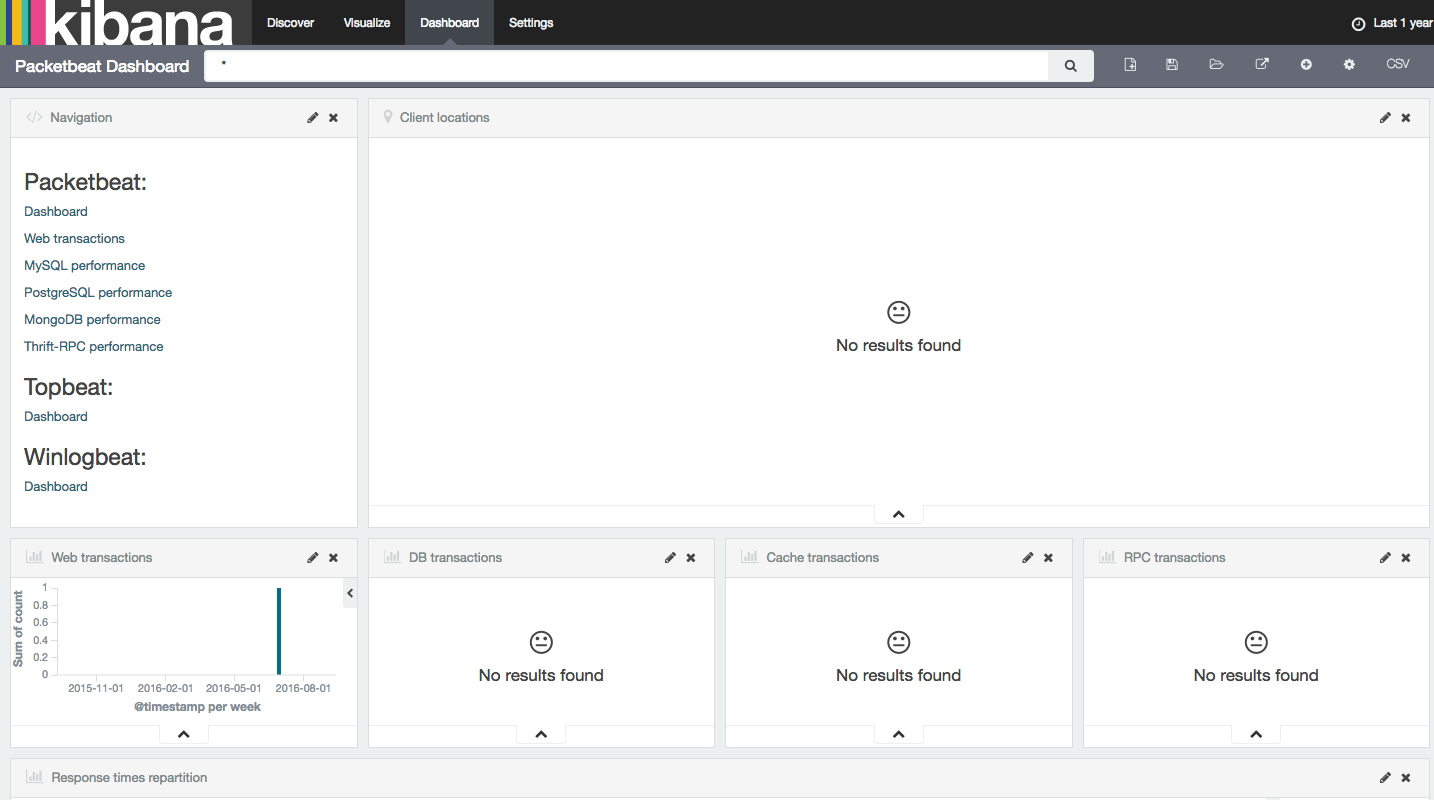 kibana
Discover
Visualize
Dashboard
Settings
Last 1 year
Packetbeat Dashboard
*
CSV
Navigation
Packetbeat:
Dashboard
Web transactions
MySQL performance
PostgreSQL performance
MongoDB performance
Thrift-RPC performance
Topbeat:
Dashboard
Winlogbeat:
Dashboard
Client locations
No results found
Web transactions
Sum of count
1
0.8
0.6
0.4
0.2
0
2015-11-01
2016-02-01
2016-05-01
2016-08-01
@timestamp per week
DB transactions
No results found
Cache transactions
No results found
RPC transactions
No results found
Response times repartition